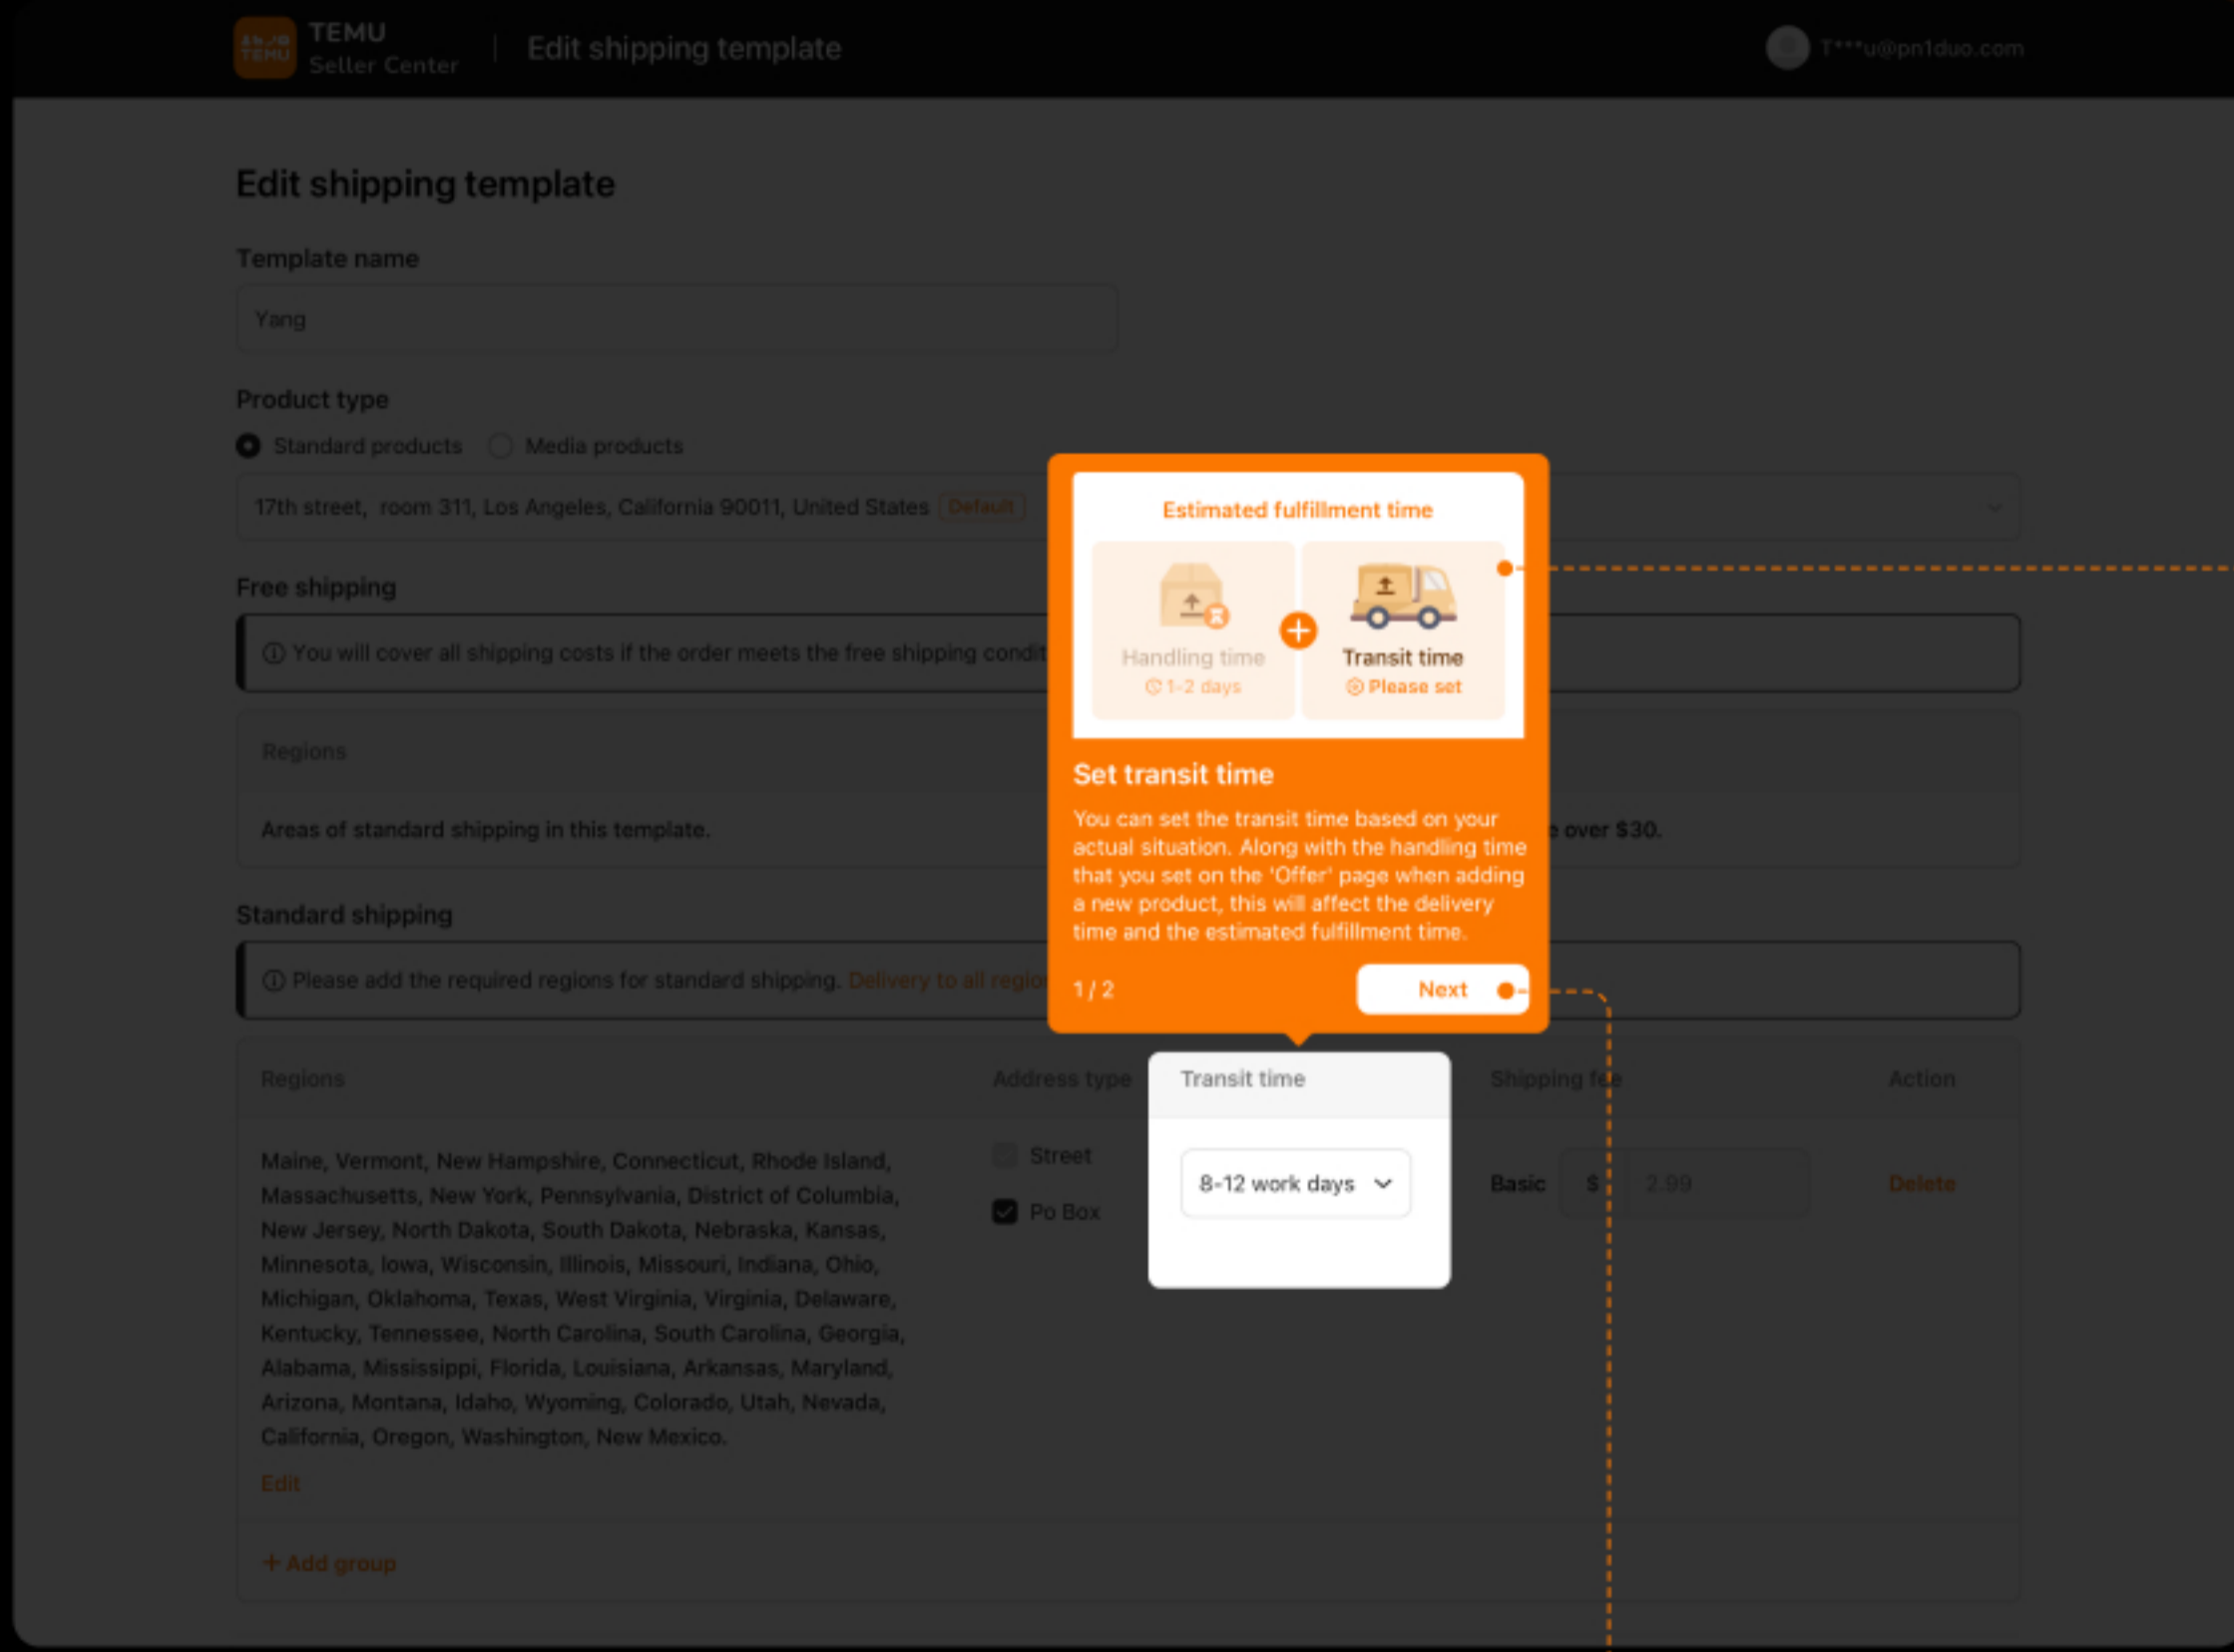 TEMU
TEMU
Seller Center
Edit shipping template
T***u@pn1duo.com
Edit shipping template
Template name
Yang
Product type
Standard products
Media products
17th street, room 311, Los Angeles, California 90011, United States Default
Free shipping
You will cover all shipping costs if the order meets the free shipping condit
Regions
Areas of standard shipping in this template.
over $30.
Standard shipping
Please add the required regions for standard shipping. Delivery to all regio
Estimated fulfillment time
Handling time
1-2 days
Transit time
Please set
Set transit time
You can set the transit time based on your
actual situation. Along with the handling time
that you set on the 'Offer' page when adding
a new product, this will affect the delivery
time and the estimated fulfillment time.
1 / 2
Next
Regions
Address type
Transit time
Shipping fee
Action
Maine, Vermont, New Hampshire, Connecticut, Rhode Island,
Massachusetts, New York, Pennsylvania, District of Columbia,
New Jersey, North Dakota, South Dakota, Nebraska, Kansas,
Minnesota, Iowa, Wisconsin, Illinois, Missouri, Indiana, Ohio,
Michigan, Oklahoma, Texas, West Virginia, Virginia, Delaware,
Kentucky, Tennessee, North Carolina, South Carolina, Georgia,
Alabama, Mississippi, Florida, Louisiana, Arkansas, Maryland,
Arizona, Montana, Idaho, Wyoming, Colorado, Utah, Nevada,
California, Oregon, Washington, New Mexico.
Edit
Street
Po Box
8-12 work days
Basic $ 2.99
Delete
+ Add group